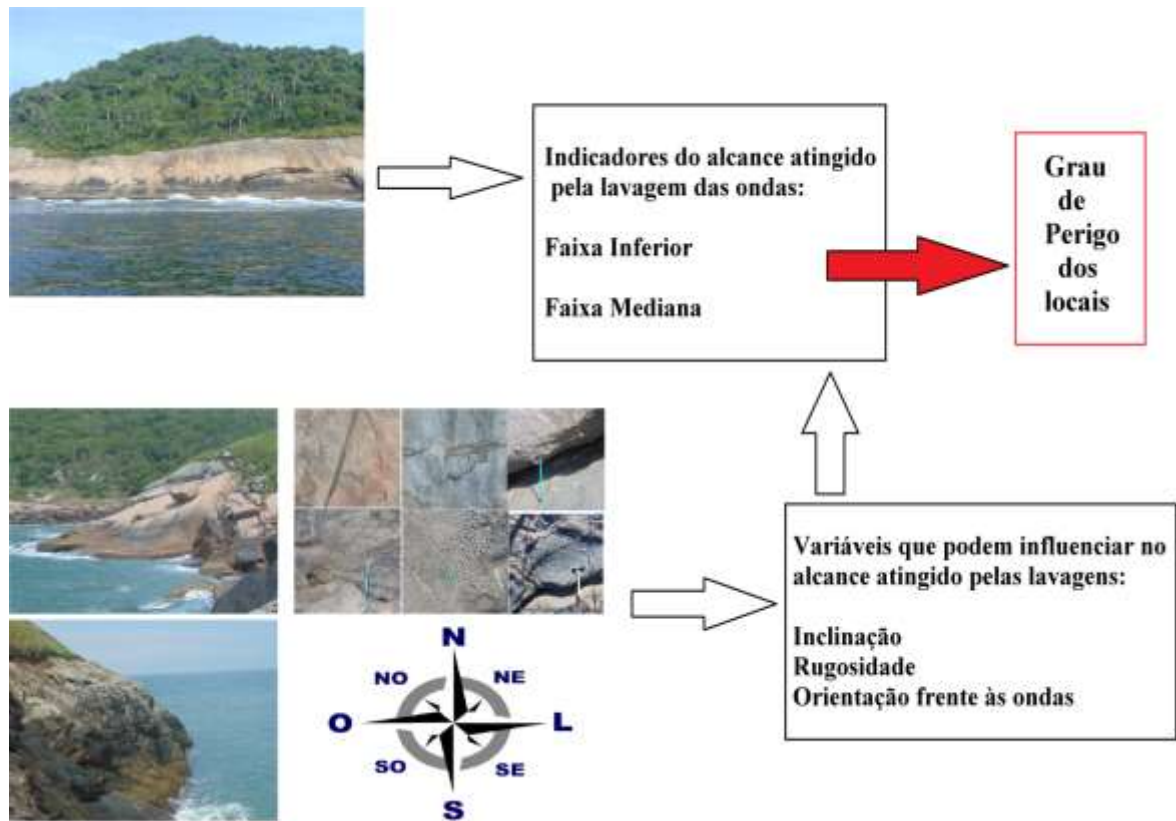 Indicadores do alcance atingido
pela lavagem das ondas:
Faixa Inferior
Faixa Mediana
Grau
de
Perigo
dos
locais
Variáveis que podem influenciar no
alcance atingido pelas lavagens:
Inclinação
Rugosidade
Orientação frente às ondas
N
NO
NE
O
L
SO
SE
S